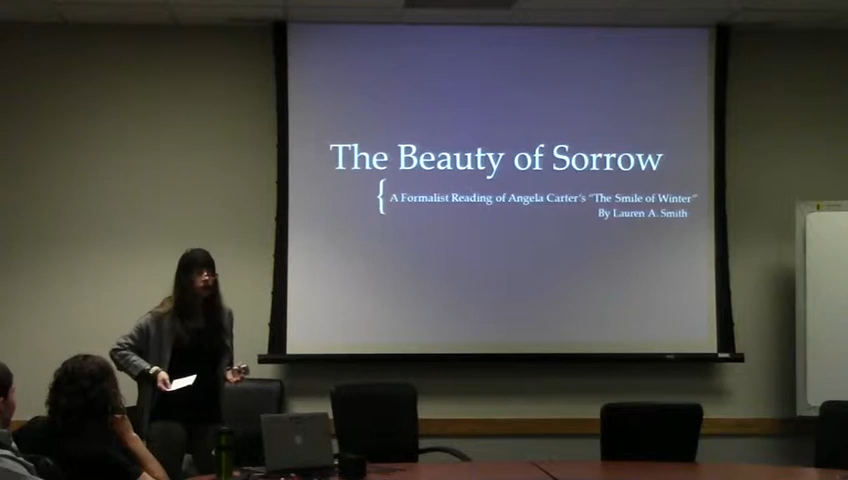 The Beauty of Sorrow
{ A Formalist Reading of Angela Carter's "The Smile of Winter"
By Lauren A. Smith